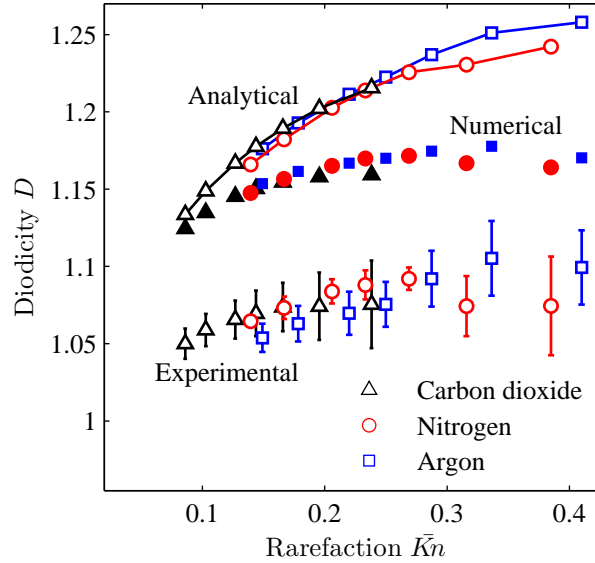 1.25
1.2
1.15
1.1
1.05
1
Diodicity D
Analytical
Numerical
Experimental
Carbon dioxide
Nitrogen
Argon
0.1 0.2 0.3 0.4
Rarefaction K̄n